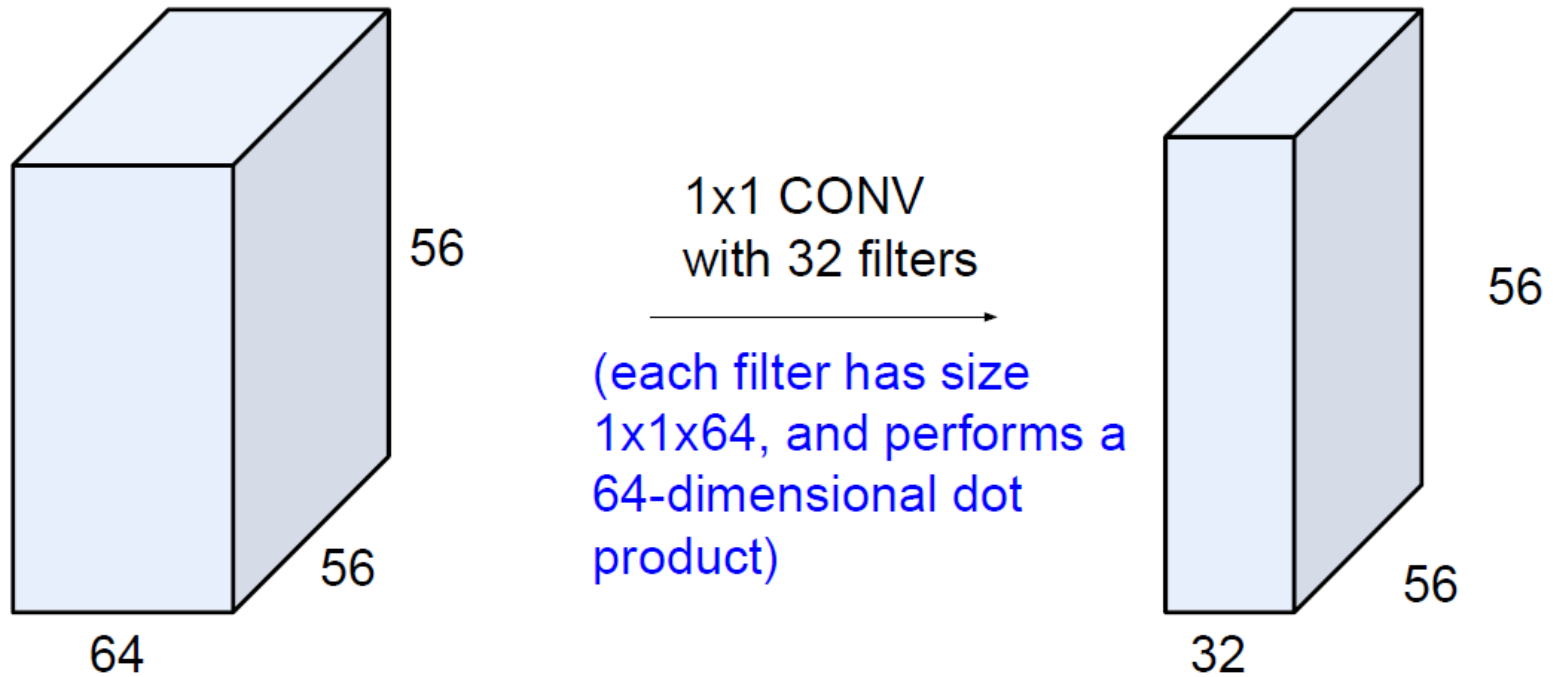 56
56
64
1x1 CONV
with 32 filters
(each filter has size
1x1x64, and performs a
64-dimensional dot
product)
56
56
32